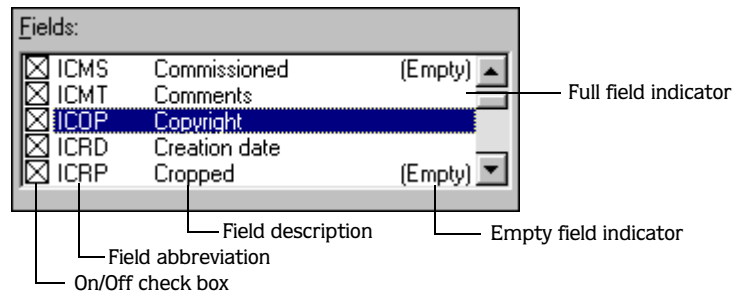 Fields:
ICMS Commissioned (Empty)
ICMT Comments
Full field indicator
ICOP Copyright
ICRD Creation date
ICRP Cropped (Empty)
Field description
Empty field indicator
Field abbreviation
On/Off check box